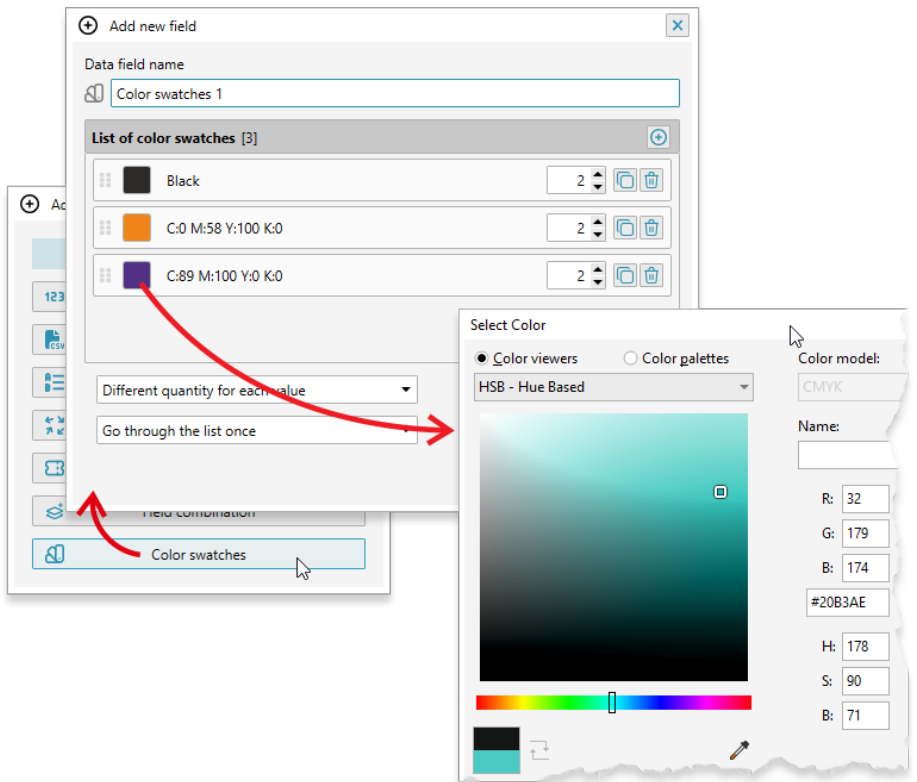 Add new field
Data field name
Color swatches 1
List of color swatches [3]
Black
2
C:0 M:58 Y:100 K:0
2
C:89 M:100 Y:0 K:0
2
Different quantity for each value
Go through the list once
123
CSV
Field combination
Color swatches
Select Color
Color viewers
Color palettes
Color model:
HSB - Hue Based
CMYK
Name:
R: 32
G: 179
B: 174
#20B3AE
H: 178
S: 90
B: 71